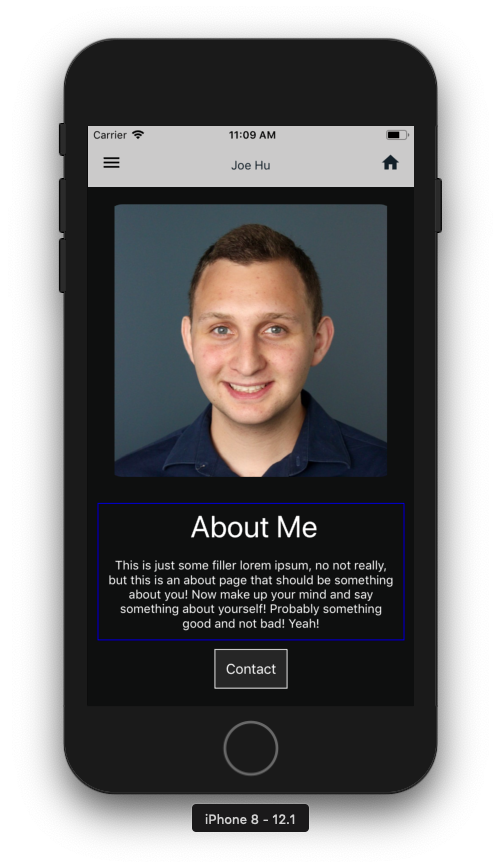 Carrier 11:09 AM
Joe Hu
About Me
This is just some filler lorem ipsum, no not really,
but this is an about page that should be something
about you! Now make up your mind and say
something about yourself! Probably something
good and not bad! Yeah!
Contact
iPhone 8 - 12.1